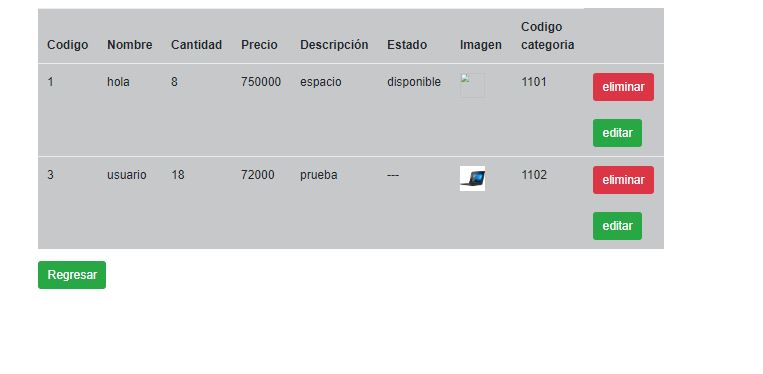 Codigo Nombre Cantidad Precio Descripción Estado Imagen Codigo categoria
1 hola 8 750000 espacio disponible 1101 eliminar
editar
3 usuario 18 72000 prueba --- 1102 eliminar
editar
Regresar